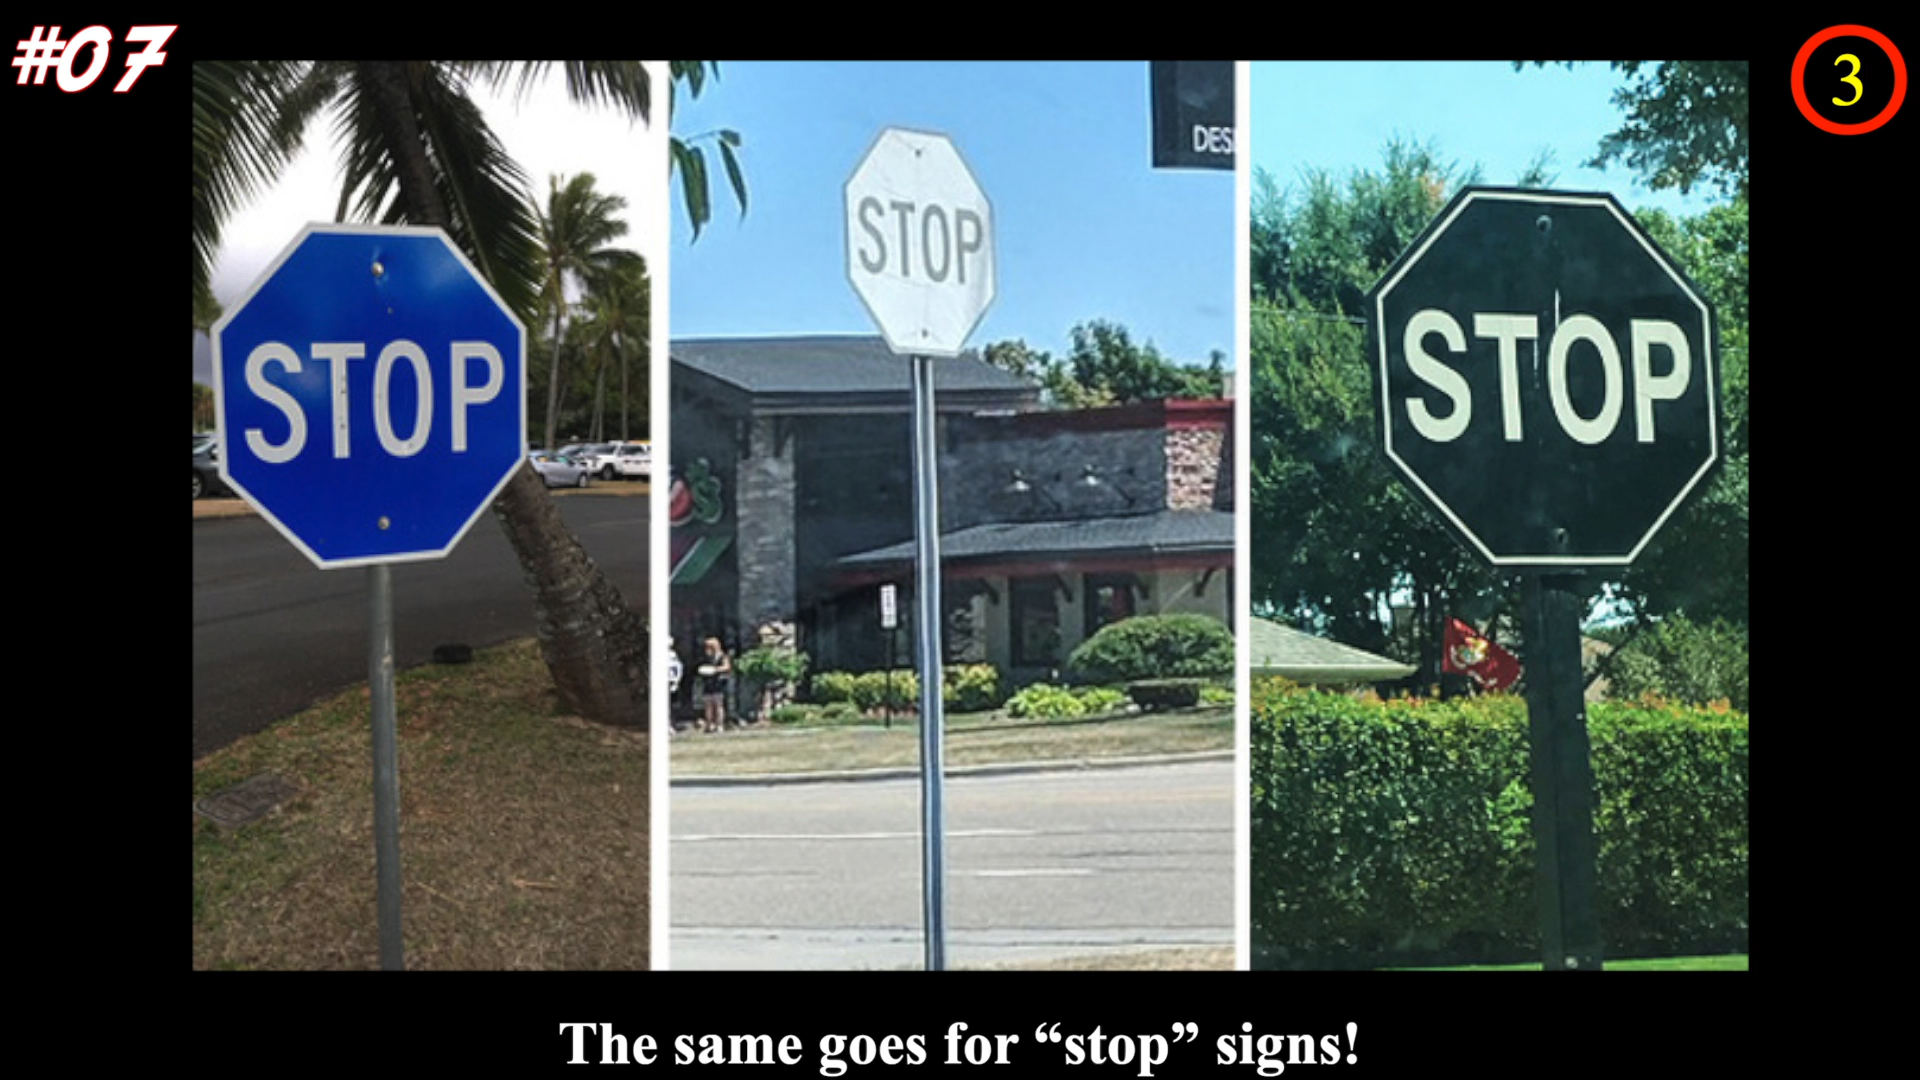 #07
3
STOP
STOP
DES
STOP
The same goes for “stop” signs!